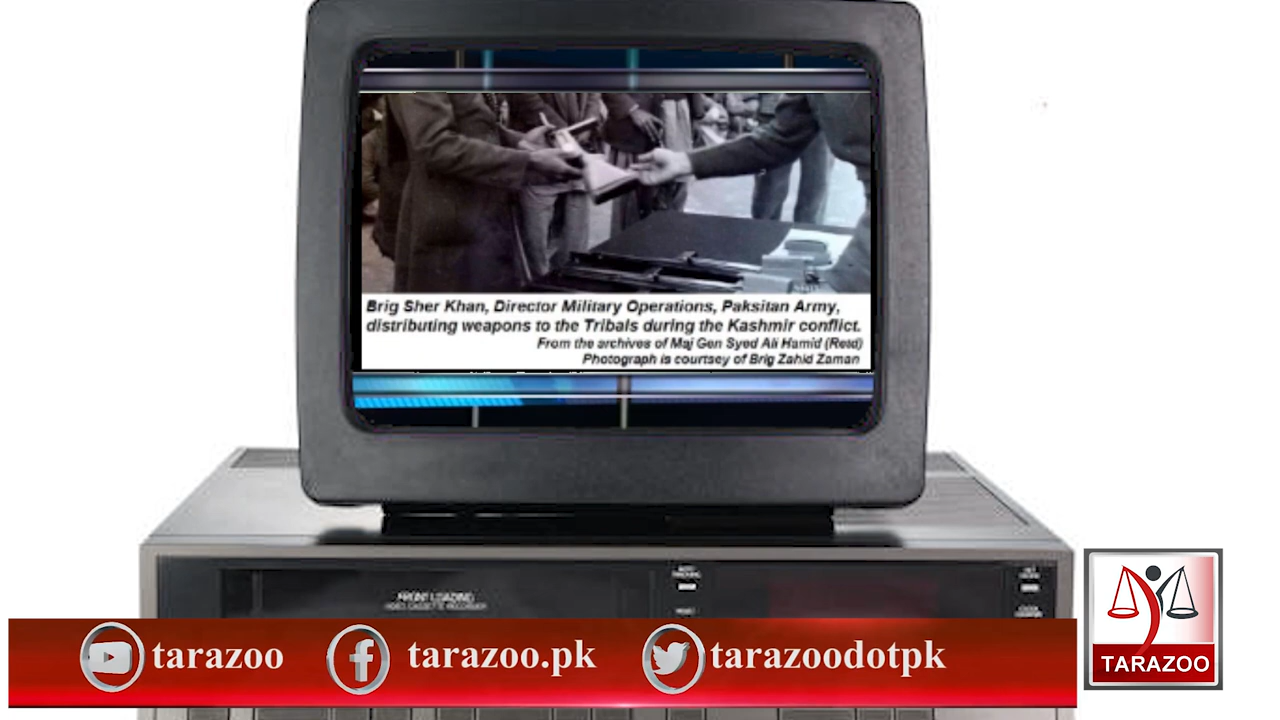 Brig Sher Khan, Director Military Operations, Paksitan Army,
distributing weapons to the Tribals during the Kashmir conflict.
From the archives of Maj Gen Syed Ali Hamid (Retd)
Photograph is courtsey of Brig Zahid Zaman
FRONT LOADING
VIDEO CASSETTE RECORDER
tarazoo
tarazoo.pk
tarazoodotpk
TARAZOO